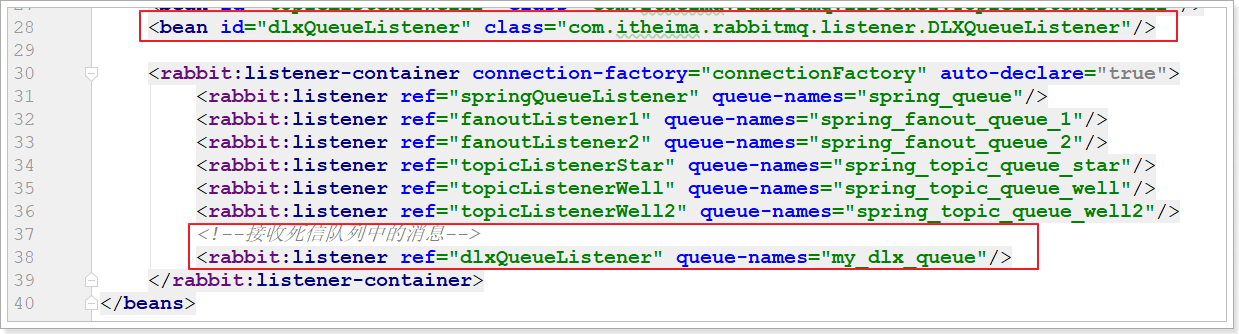 28 <bean id="dlxQueueListener" class="com.itheima.rabbitmq.listener.DLXQueueListener"/>
29
30 <rabbit:listener-container connection-factory="connectionFactory" auto-declare="true">
31 <rabbit:listener ref="springQueueListener" queue-names="spring_queue"/>
32 <rabbit:listener ref="fanoutListener1" queue-names="spring_fanout_queue_1"/>
33 <rabbit:listener ref="fanoutListener2" queue-names="spring_fanout_queue_2"/>
34 <rabbit:listener ref="topicListenerStar" queue-names="spring_topic_queue_star"/>
35 <rabbit:listener ref="topicListenerWell" queue-names="spring_topic_queue_well"/>
36 <rabbit:listener ref="topicListenerWell2" queue-names="spring_topic_queue_well2"/>
37 <!--接收死信队列中的消息-->
38 <rabbit:listener ref="dlxQueueListener" queue-names="my_dlx_queue"/>
39 </rabbit:listener-container>
40 </beans>